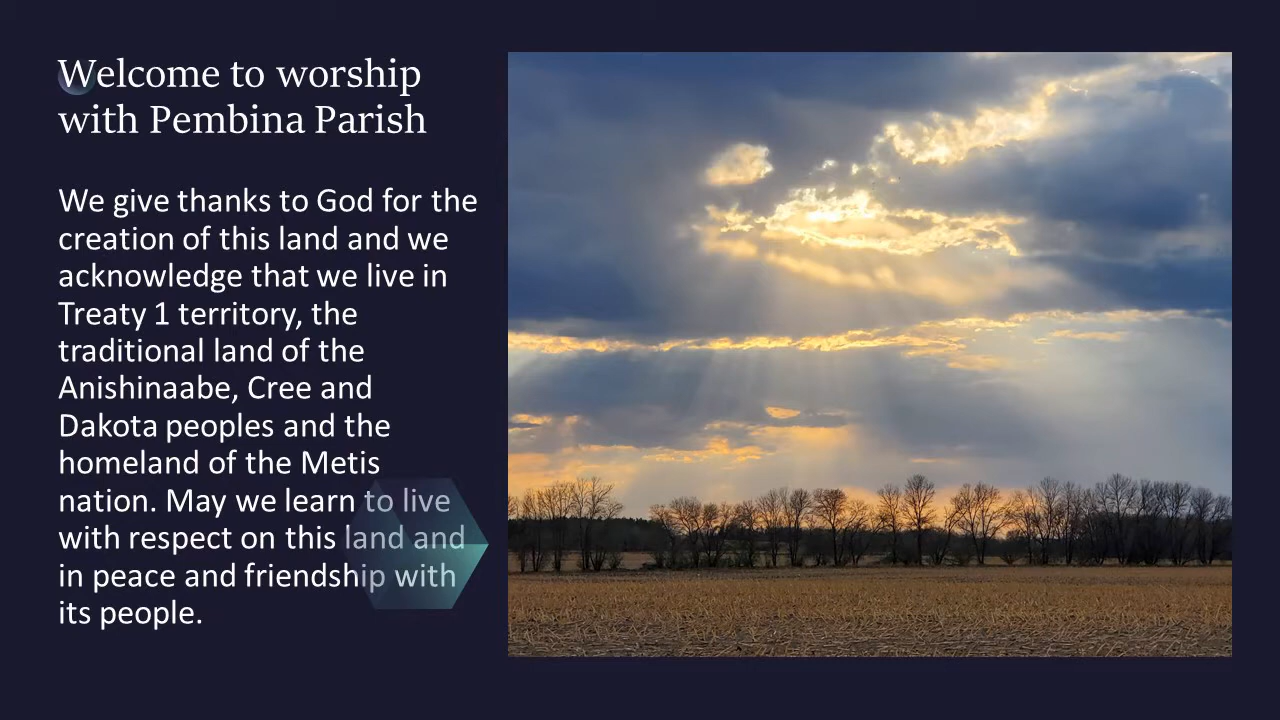 Welcome to worship
with Pembina Parish
We give thanks to God for the
creation of this land and we
acknowledge that we live in
Treaty 1 territory, the
traditional land of the
Anishinaabe, Cree and
Dakota peoples and the
homeland of the Metis
nation. May we learn to live
with respect on this land and
in peace and friendship with
its people.